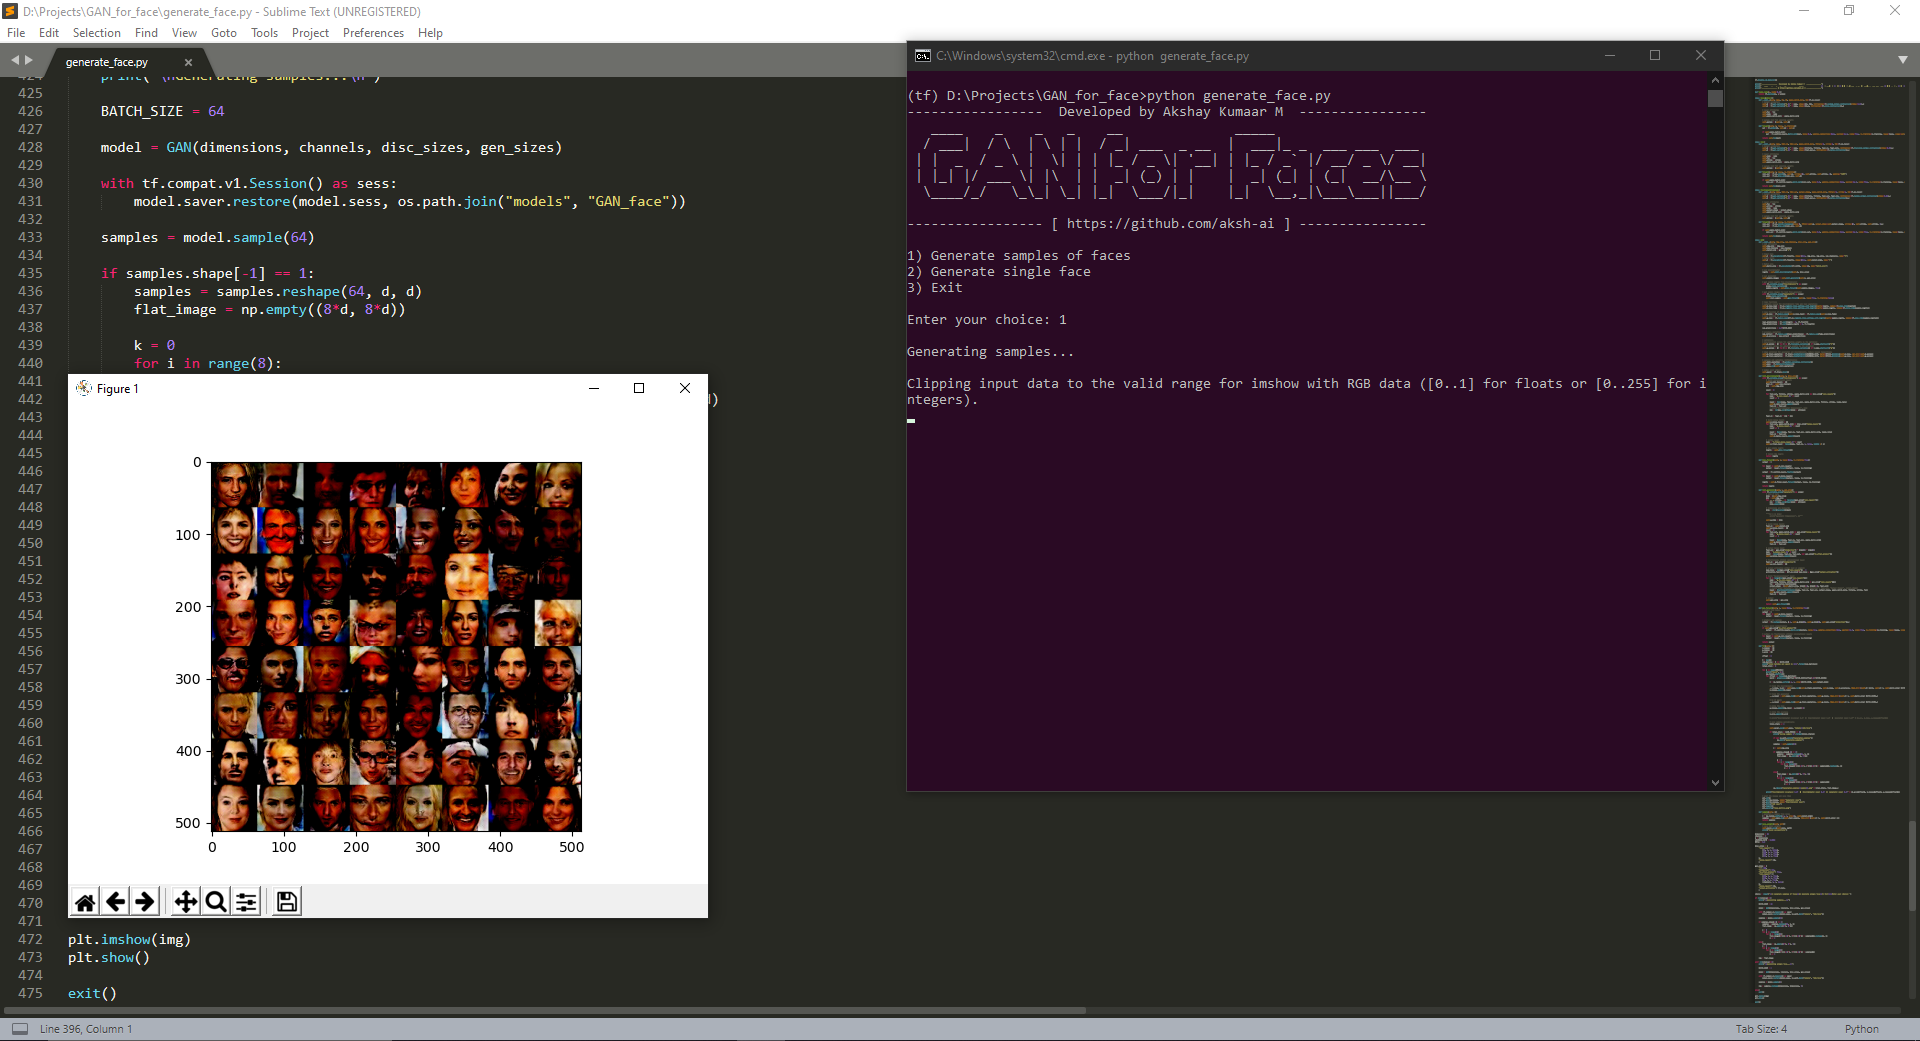 D:\Projects\GAN_for_face\generate_face.py - Sublime Text (UNREGISTERED)
File Edit Selection Find View Goto Tools Project Preferences Help
generate_face.py
424 print("\nGenerating samples...\n")
425
426 BATCH_SIZE = 64
427
428 model = GAN(dimensions, channels, disc_sizes, gen_sizes)
429
430 with tf.compat.v1.Session() as sess:
431 model.saver.restore(model.sess, os.path.join("models", "GAN_face"))
432
433 samples = model.sample(64)
434
435 if samples.shape[-1] == 1:
436 samples = samples.reshape(64, d, d)
437 flat_image = np.empty((8*d, 8*d))
438
439 k = 0
440 for i in range(8):
441
442 )
443
444
445
446
447
448
449
450
451
452
453
454
455
456
457
458
459
460
461
462
463
464
465
466
467
468
469
470
471
472 plt.imshow(img)
473 plt.show()
474
475 exit()
Figure 1
0
100
200
300
400
500
0 100 200 300 400 500
C:\Windows\system32\cmd.exe - python generate_face.py
(tf) D:\Projects\GAN_for_face>python generate_face.py
----------------- Developed by Akshay Kumaar M ----------------
GAN for Faces
----------------- [ https://github.com/aksh-ai ] ----------------
1) Generate samples of faces
2) Generate single face
3) Exit
Enter your choice: 1
Generating samples...
Clipping input data to the valid range for imshow with RGB data ([0..1] for floats or [0..255] for i
ntegers).
Line 396, Column 1
Tab Size: 4
Python